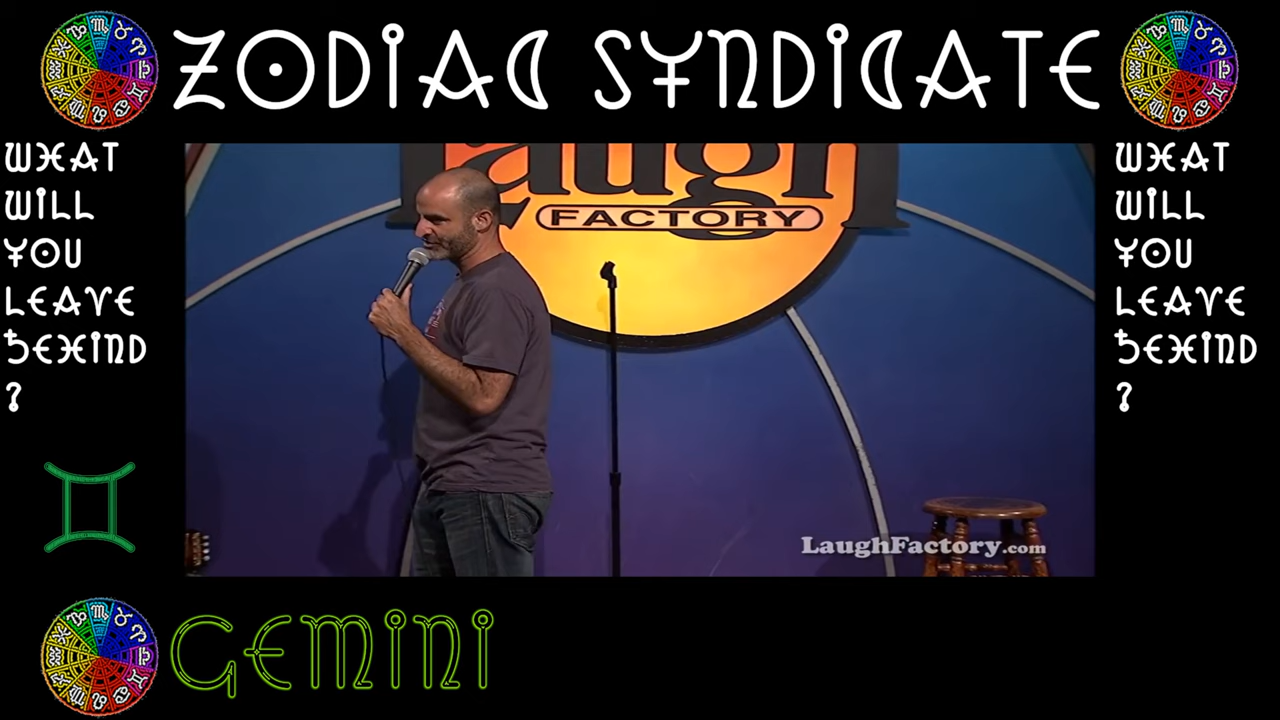 ZODIAC SYNDICATE
WHAT
WILL
YOU
LEAVE
BEHIND
?
WHAT
WILL
YOU
LEAVE
BEHIND
?
Laugh
FACTORY
LaughFactory.com
GEMINI